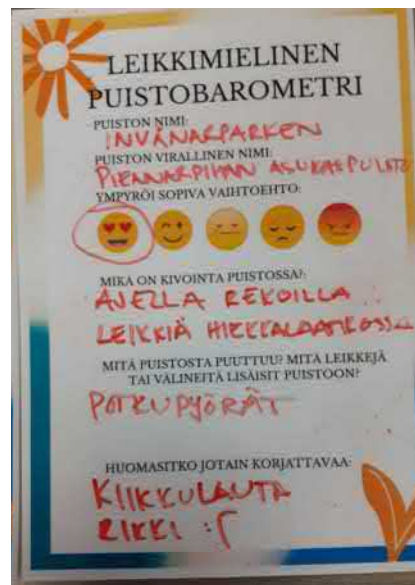 LEIKKIMIELINEN
PUISTOBAROMETRI
PUISTON NIMI:
INVÅNARPARKEN
PUISTON VIRALLINEN NIMI:
PIENNARPIHAN ASUKASPUISTO
YMPYRÖI SOPIVA VAIHTOEHTO:
MIKÄ ON KIVOINTA PUISTOSSA?:
AJELLA REKOILLA
LEIKKIÄ HIEKKALAATIKOSSA
MITÄ PUISTOSTA PUUTTUU? MITÄ LEIKKEJÄ
TAI VÄLINEITÄ LISÄISIT PUISTOON?
POTKUPYÖRÄT
HUOMASITKO JOTAIN KORJATTAVAA:
KIIKKULAUTA
RIKKI :(